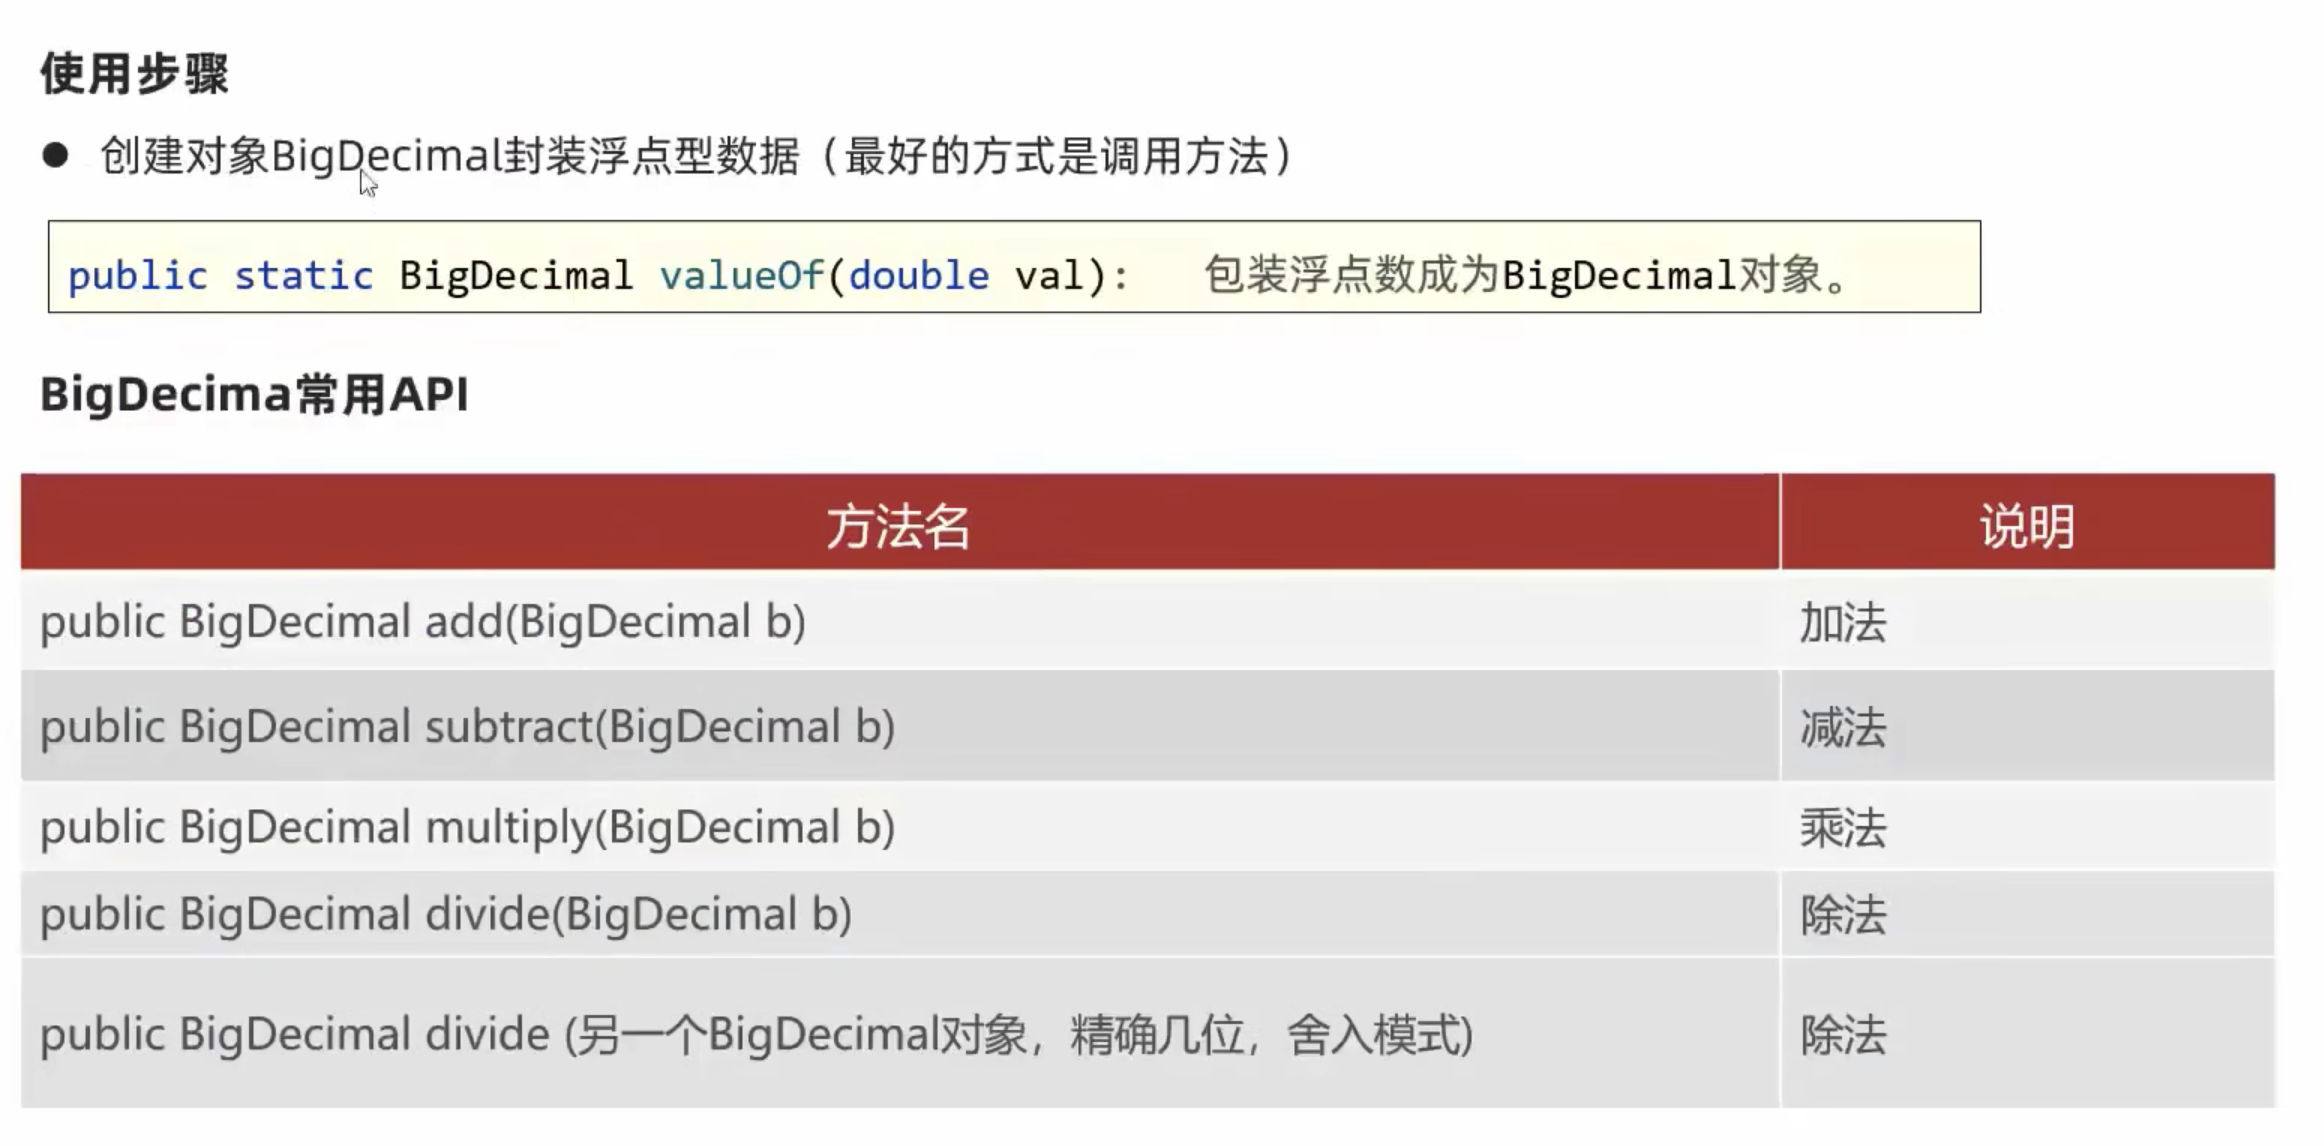 使用步骤
● 创建对象BigDecimal封装浮点型数据（最好的方式是调用方法）
public static BigDecimal valueOf(double val): 包装浮点数成为BigDecimal对象。
BigDecima常用API
方法名 说明
public BigDecimal add(BigDecimal b) 加法
public BigDecimal subtract(BigDecimal b) 减法
public BigDecimal multiply(BigDecimal b) 乘法
public BigDecimal divide(BigDecimal b) 除法
public BigDecimal divide (另一个BigDecimal对象，精确几位，舍入模式) 除法